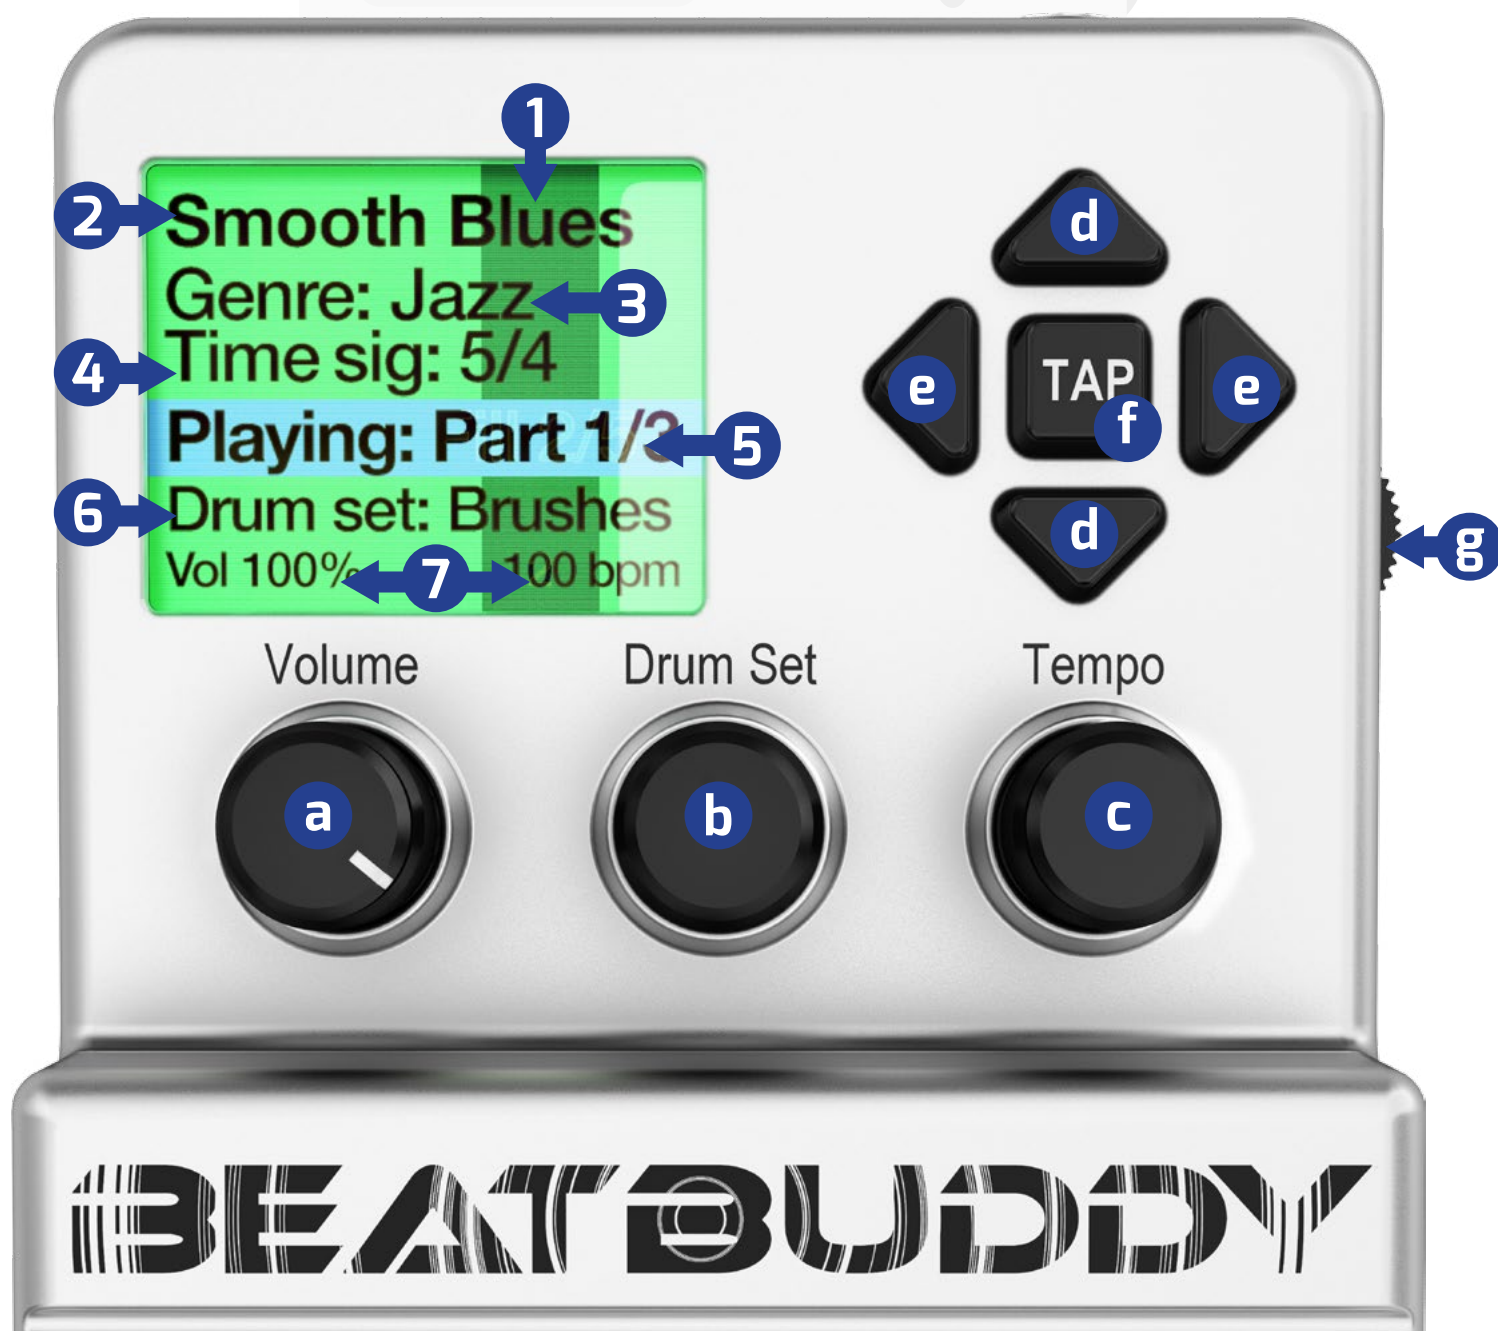 1
2 Smooth Blues
Genre: Jazz 3
4 Time sig: 5/4
Playing: Part 1/3 5
6 Drum set: Brushes
Vol 100% 7 100 bpm
d
e TAP e
f
d
g
Volume Drum Set Tempo
a b c
BEATBUDDY